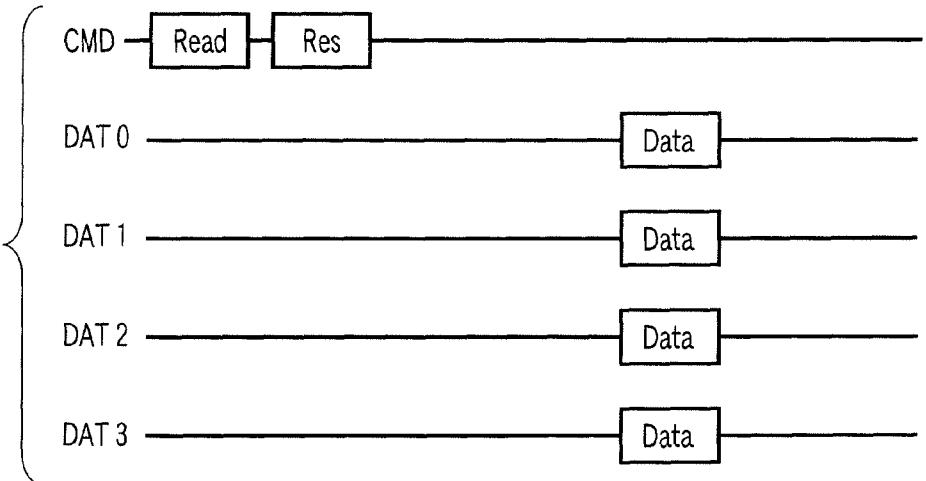 CMD Read Res
DAT 0 Data
DAT 1 Data
DAT 2 Data
DAT 3 Data